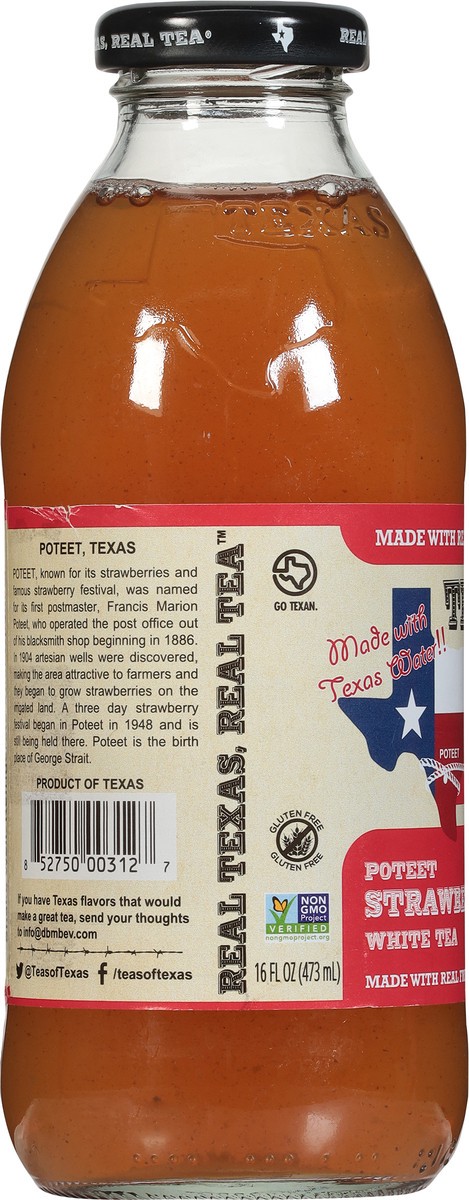 S, REAL TEA®
REAL
TEXAS
POTEET, TEXAS
POTEET, known for its strawberries and
famous strawberry festival, was named
for its first postmaster, Francis Marion
Poteet, who operated the post office out
of his blacksmith shop beginning in 1886.
In 1904 artesian wells were discovered,
making the area attractive to farmers and
they began to grow strawberries on the
irrigated land. A three day strawberry
festival began in Poteet in 1948 and is
still being held there. Poteet is the birth
place of George Strait.
PRODUCT OF TEXAS
8 52750 00312 7
If you have Texas flavors that would
make a great tea, send your thoughts
to info@dbmbev.com
@TeasofTexas f /teasoftexas
REAL TEXAS, REAL TEA™
GO TEXAN.
GLUTEN FREE
GLUTEN FREE
NON
GMO
Project
VERIFIED
nongmoproject.org
16 FL OZ (473 mL)
MADE WITH RE
Made with
Texas Water!!
POTEET
POTEET
STRAWBE
WHITE TEA
MADE WITH REAL